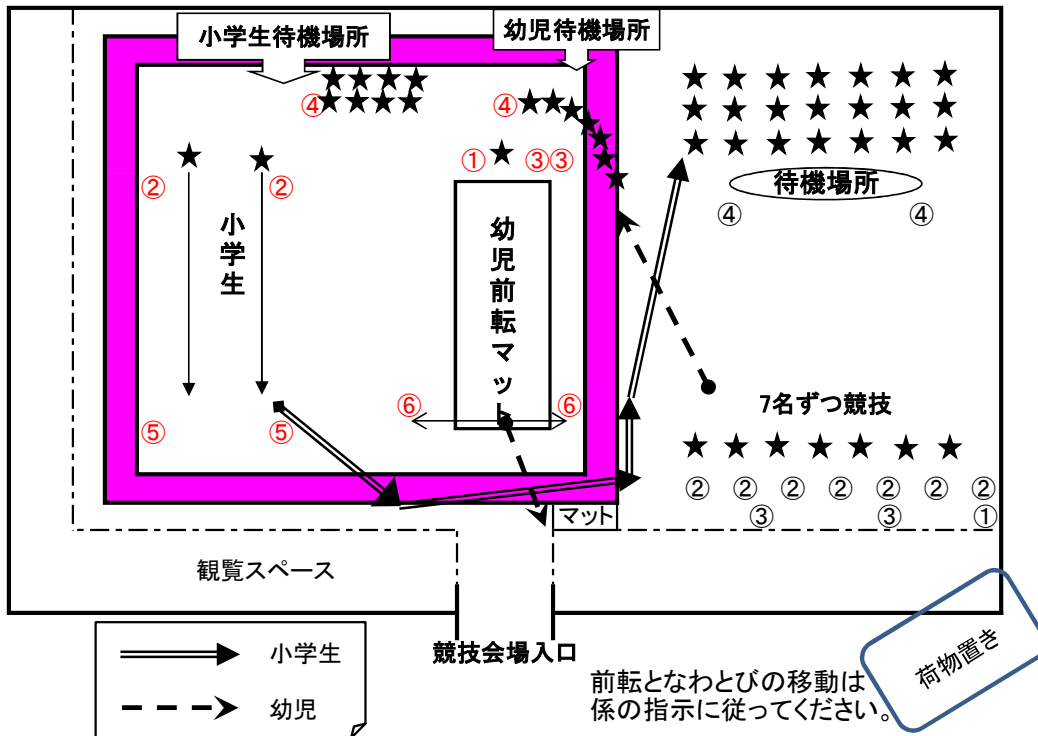 小学生待機場所
幼児待機場所
④
④
①
③③
②
②
小学生
幼児前転マット
待機場所
④
④
⑥
⑥
⑤
⑤
7名ずつ競技
②
②
②
②
②
②
②
③
③
①
マット
観覧スペース
競技会場入口
小学生
幼児
前転となわとびの移動は
係の指示に従ってください。
荷物置き